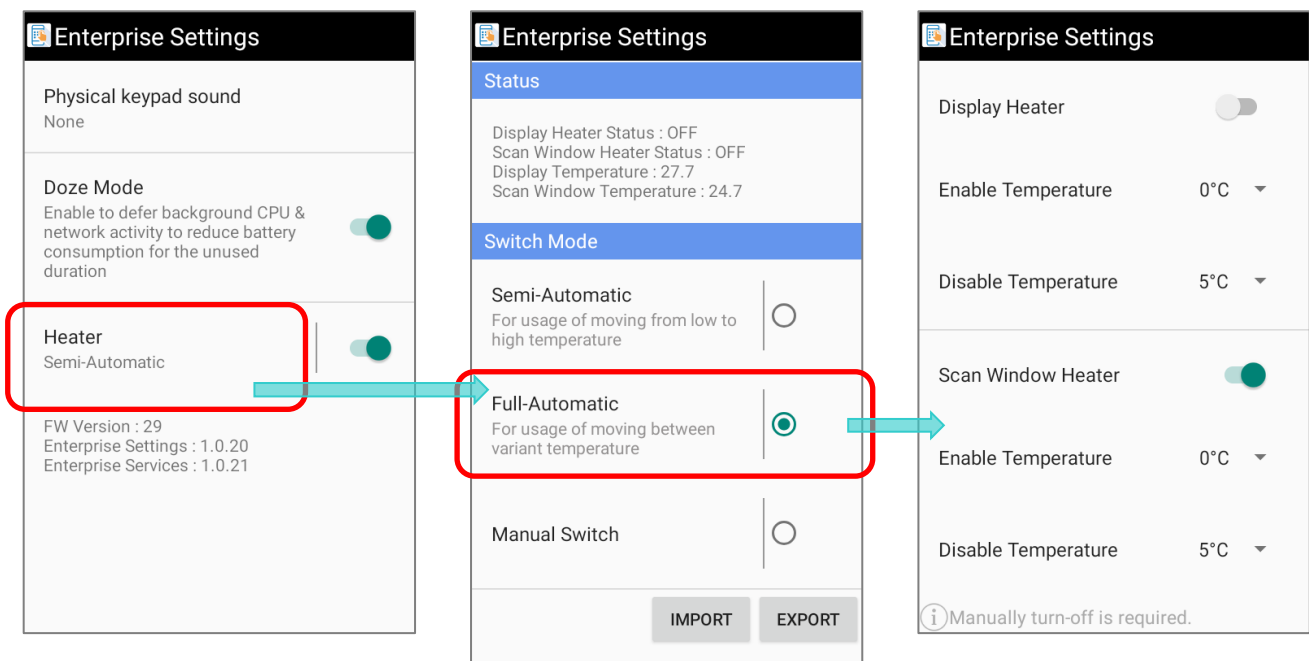 Enterprise Settings
Physical keypad sound
None
Doze Mode
Enable to defer background CPU &
network activity to reduce battery
consumption for the unused
duration
Heater
Semi-Automatic
FW Version : 29
Enterprise Settings : 1.0.20
Enterprise Services : 1.0.21
Enterprise Settings
Status
Display Heater Status : OFF
Scan Window Heater Status : OFF
Display Temperature : 27.7
Scan Window Temperature : 24.7
Switch Mode
Semi-Automatic
For usage of moving from low to
high temperature
Full-Automatic
For usage of moving between
variant temperature
Manual Switch
IMPORT EXPORT
Enterprise Settings
Display Heater
Enable Temperature 0°C
Disable Temperature 5°C
Scan Window Heater
Enable Temperature 0°C
Disable Temperature 5°C
Manually turn-off is required.